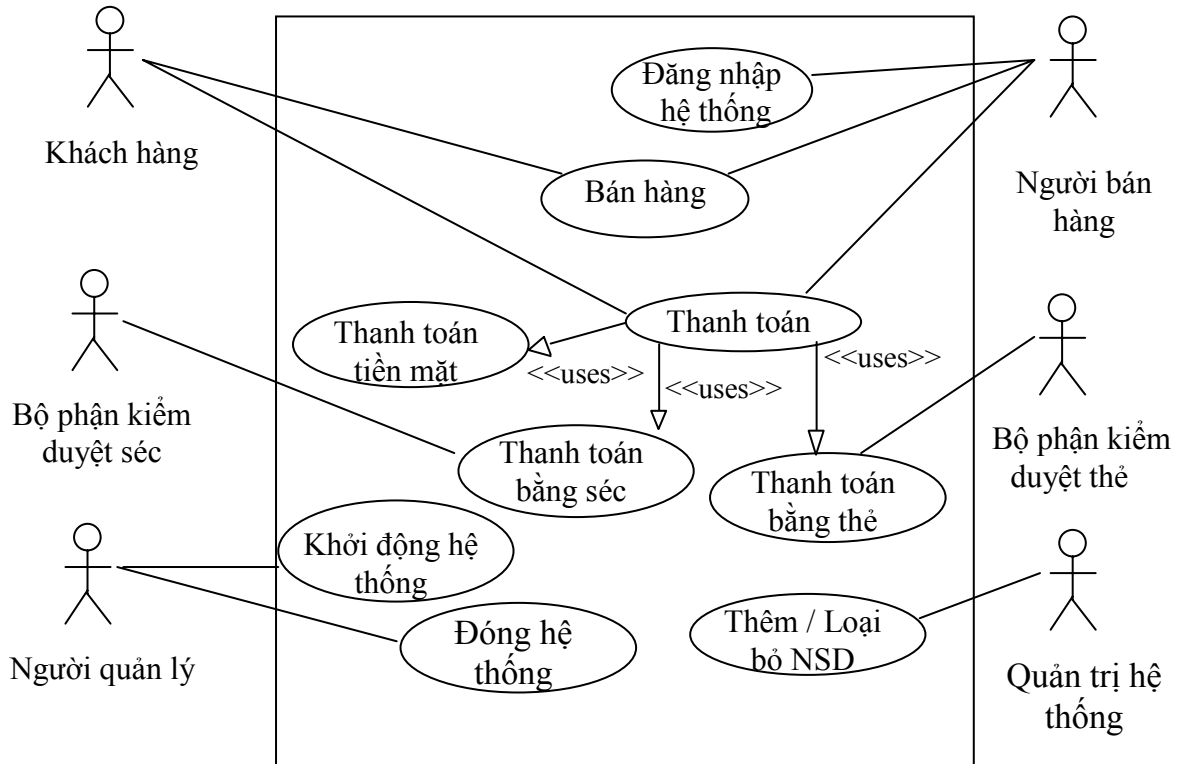 Đăng nhập
hệ thống
Khách hàng
Bán hàng
Người bán
hàng
Thanh toán
tiền mặt
Thanh toán
<<uses>>
<<uses>>
<<uses>>
Bộ phận kiểm
duyệt séc
Thanh toán
bằng séc
Thanh toán
bằng thẻ
Bộ phận kiểm
duyệt thẻ
Khởi động hệ
thống
Đóng hệ
thống
Thêm / Loại
bỏ NSD
Người quản lý
Quản trị hệ
thống